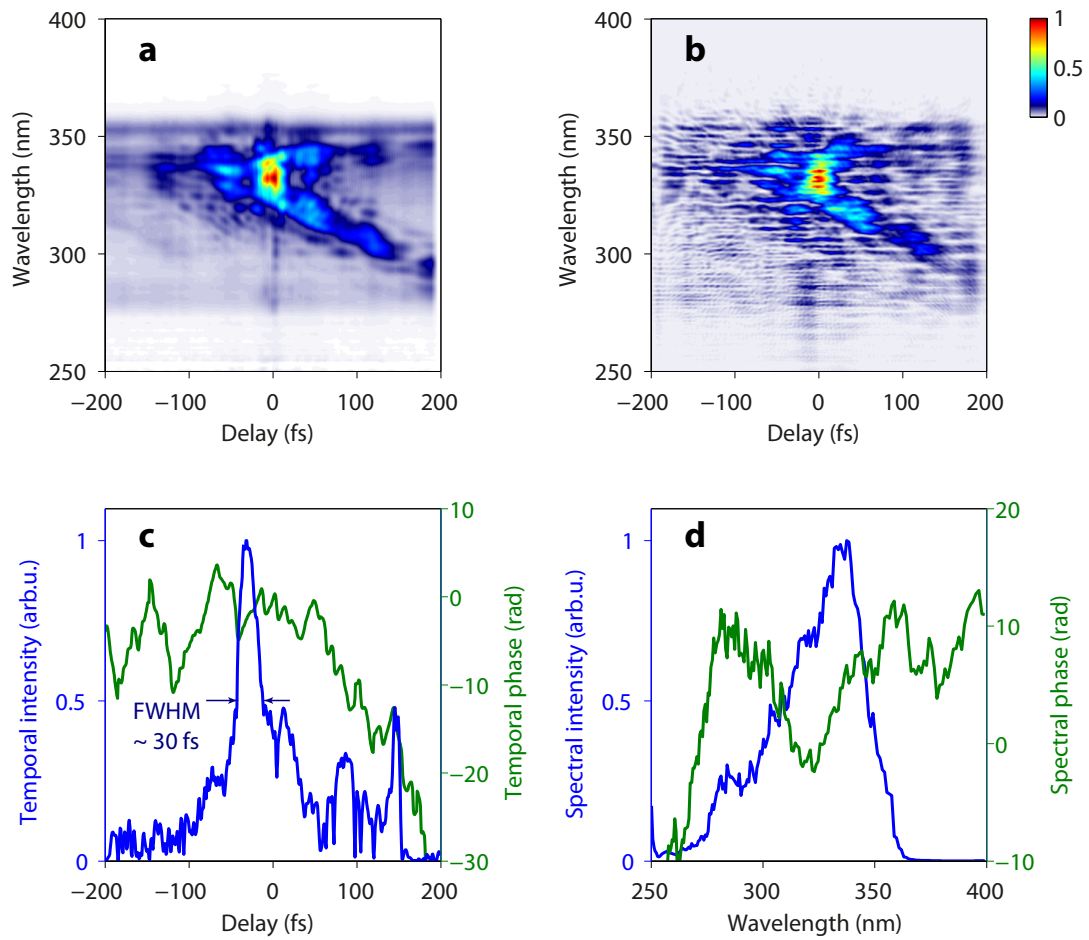 a
400
350
300
250
Wavelength (nm)
−200
−100
0
100
200
Delay (fs)
b
400
350
300
250
Wavelength (nm)
−200
−100
0
100
200
Delay (fs)
1
0.5
0
c
1
0.5
0
Temporal intensity (arb.u.)
FWHM
~ 30 fs
10
0
−10
−20
−30
Temporal phase (rad)
−200
−100
0
100
200
Delay (fs)
d
1
0.5
0
Spectral intensity (arb.u.)
20
10
0
−10
Spectral phase (rad)
250
300
350
400
Wavelength (nm)